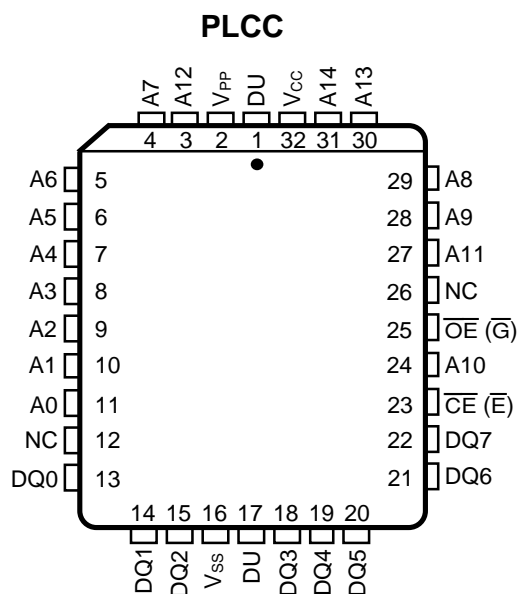 PLCC
A7 A12 VPP DU VCC A14 A13
4 3 2 1 32 31 30
A6 5 29 A8
A5 6 28 A9
A4 7 27 A11
A3 8 26 NC
A2 9 25 O̅E̅ (G̅)
A1 10 24 A10
A0 11 23 C̅E̅ (E̅)
NC 12 22 DQ7
DQ0 13 21 DQ6
14 15 16 17 18 19 20
DQ1 DQ2 VSS DU DQ3 DQ4 DQ5